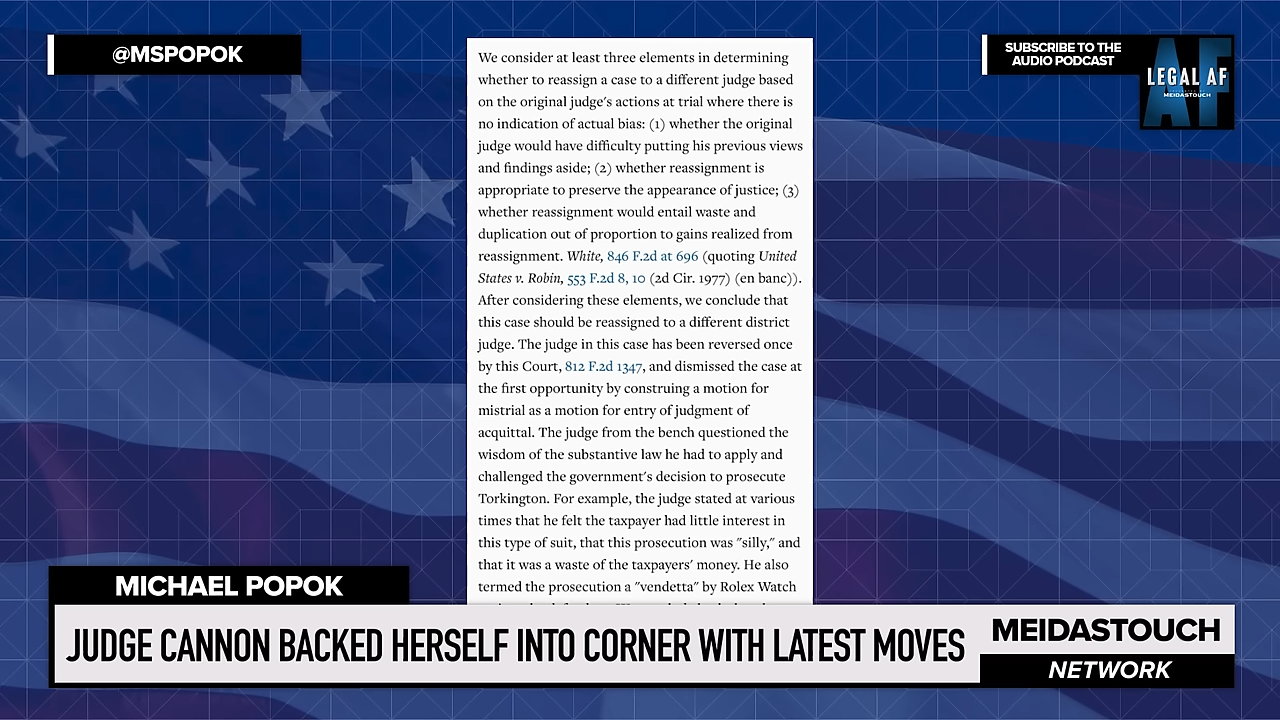 @MSPOPOK
SUBSCRIBE TO THE
AUDIO PODCAST
LEGAL AF
MEIDASTOUCH
We consider at least three elements in determining
whether to reassign a case to a different judge based
on the original judge's actions at trial where there is
no indication of actual bias: (1) whether the original
judge would have difficulty putting his previous views
and findings aside; (2) whether reassignment is
appropriate to preserve the appearance of justice; (3)
whether reassignment would entail waste and
duplication out of proportion to gains realized from
reassignment. White, 846 F.2d at 696 (quoting United
States v. Robin, 553 F.2d 8, 10 (2d Cir. 1977) (en banc)).
After considering these elements, we conclude that
this case should be reassigned to a different district
judge. The judge in this case has been reversed once
by this Court, 812 F.2d 1347, and dismissed the case at
the first opportunity by construing a motion for
mistrial as a motion for entry of judgment of
acquittal. The judge from the bench questioned the
wisdom of the substantive law he had to apply and
challenged the government's decision to prosecute
Torkington. For example, the judge stated at various
times that he felt the taxpayer had little interest in
this type of suit, that this prosecution was "silly," and
that it was a waste of the taxpayers' money. He also
termed the prosecution a "vendetta" by Rolex Watch
MICHAEL POPOK
JUDGE CANNON BACKED HERSELF INTO CORNER WITH LATEST MOVES
MEIDASTOUCH
NETWORK